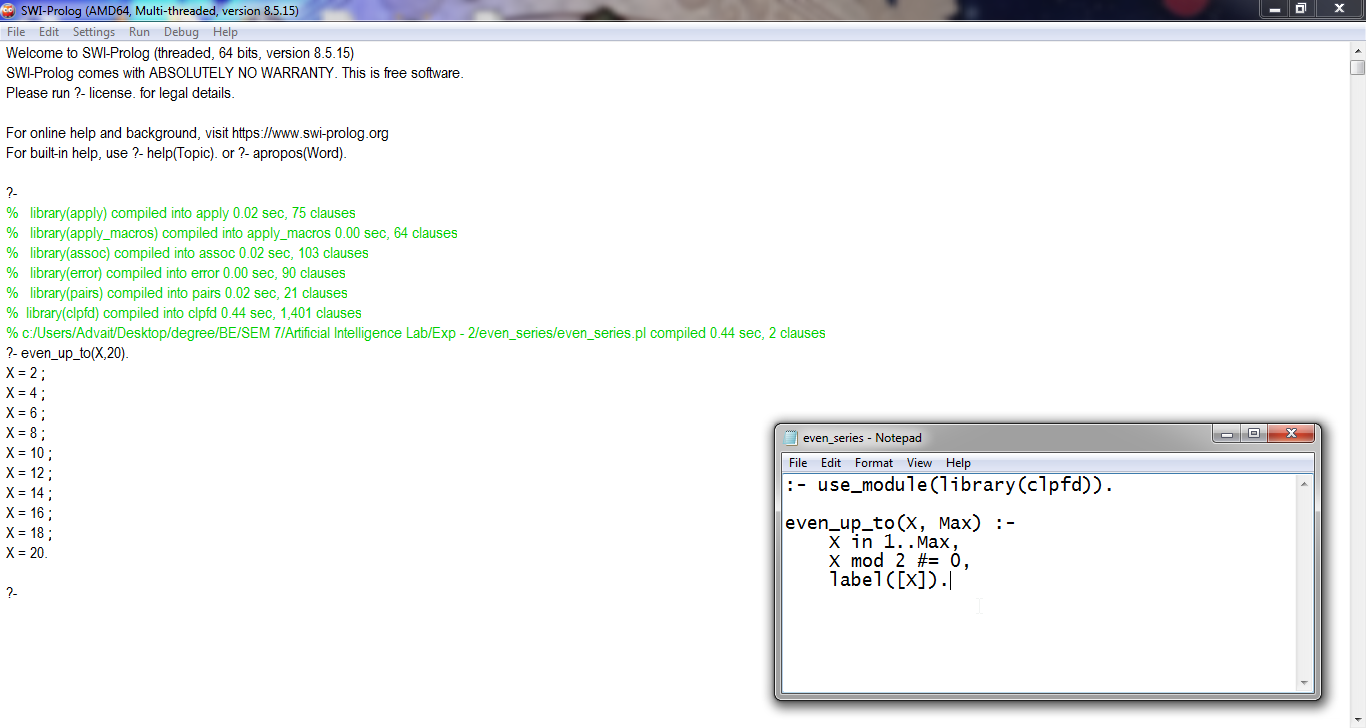 SWI-Prolog (AMD64, Multi-threaded, version 8.5.15)
File Edit Settings Run Debug Help
Welcome to SWI-Prolog (threaded, 64 bits, version 8.5.15)
SWI-Prolog comes with ABSOLUTELY NO WARRANTY. This is free software.
Please run ?- license. for legal details.
For online help and background, visit https://www.swi-prolog.org
For built-in help, use ?- help(Topic). or ?- apropos(Word).
?-
% library(apply) compiled into apply 0.02 sec, 75 clauses
% library(apply_macros) compiled into apply_macros 0.00 sec, 64 clauses
% library(assoc) compiled into assoc 0.02 sec, 103 clauses
% library(error) compiled into error 0.00 sec, 90 clauses
% library(pairs) compiled into pairs 0.02 sec, 21 clauses
% library(clpfd) compiled into clpfd 0.44 sec, 1,401 clauses
% c:/Users/Advait/Desktop/degree/BE/SEM 7/Artificial Intelligence Lab/Exp - 2/even_series/even_series.pl compiled 0.44 sec, 2 clauses
?- even_up_to(X,20).
X = 2 ;
X = 4 ;
X = 6 ;
X = 8 ;
X = 10 ;
X = 12 ;
X = 14 ;
X = 16 ;
X = 18 ;
X = 20.
?-
even_series - Notepad
File Edit Format View Help
:- use_module(library(clpfd)).
even_up_to(X, Max) :-
X in 1..Max,
X mod 2 #= 0,
label([X]).